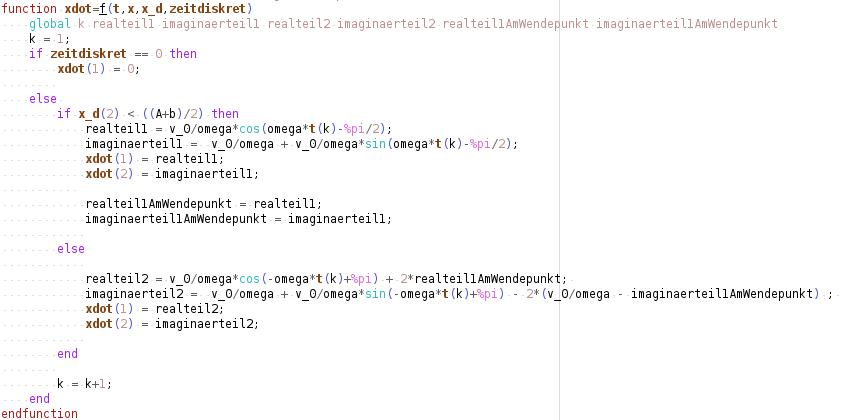 function xdot=f(t,x,x_d,zeitdiskret)
global k realteil1 imaginaerteil1 realteil2 imaginaerteil2 realteil1AmWendepunkt imaginaerteil1AmWendepunkt
k = 1;
if zeitdiskret == 0 then
xdot(1) = 0;
else
if x_d(2) < ((A+b)/2) then
realteil1 = v_0/omega*cos(omega*t(k)-%pi/2);
imaginaerteil1 = v_0/omega + v_0/omega*sin(omega*t(k)-%pi/2);
xdot(1) = realteil1;
xdot(2) = imaginaerteil1;
realteil1AmWendepunkt = realteil1;
imaginaerteil1AmWendepunkt = imaginaerteil1;
else
realteil2 = v_0/omega*cos(-omega*t(k)+%pi) + 2*realteil1AmWendepunkt;
imaginaerteil2 = v_0/omega + v_0/omega*sin(-omega*t(k)+%pi) - 2*(v_0/omega - imaginaerteil1AmWendepunkt) ;
xdot(1) = realteil2;
xdot(2) = imaginaerteil2;
end
k = k+1;
end
endfunction